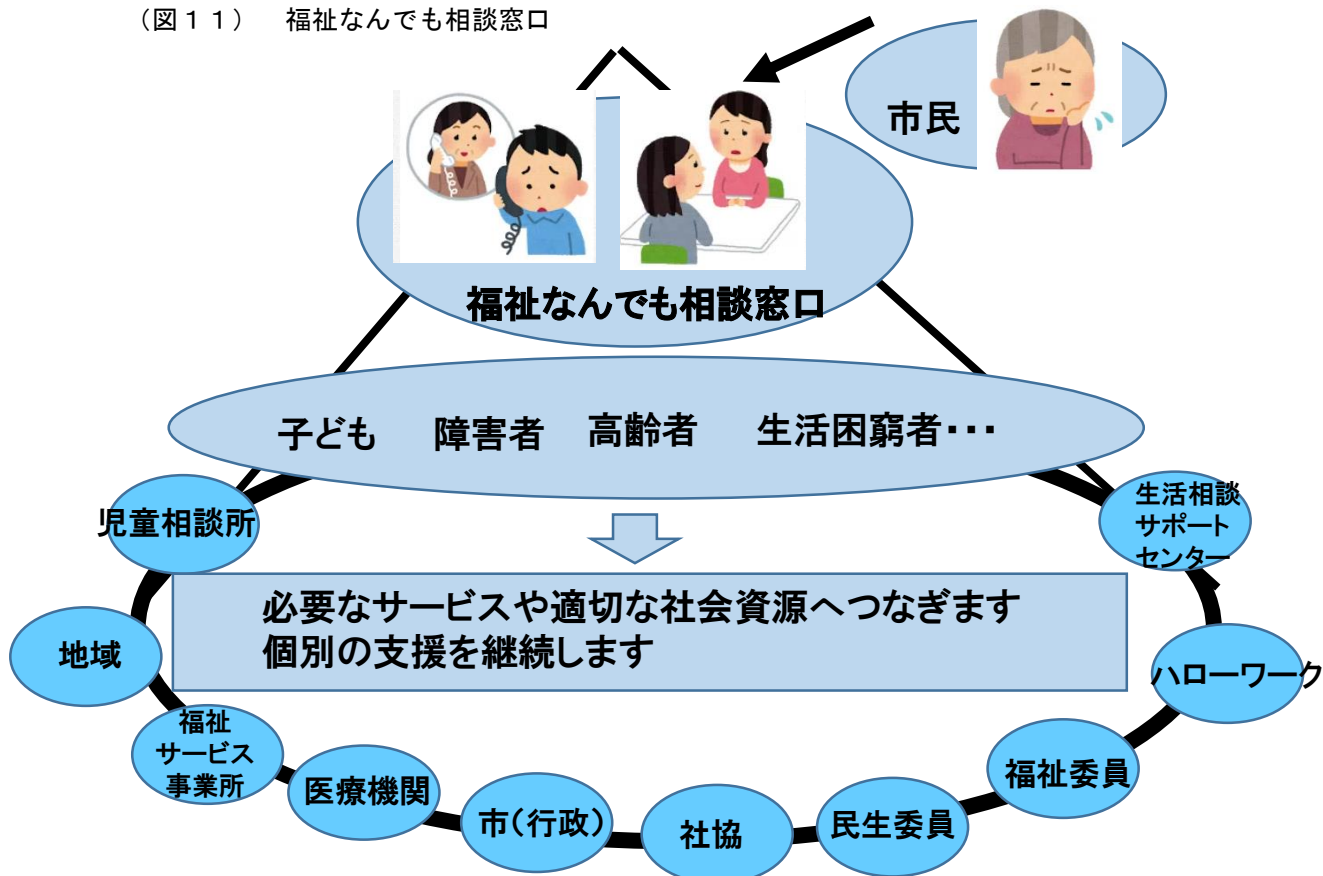 （図１１）　福祉なんでも相談窓口
市民
福祉なんでも相談窓口
子ども　障害者　高齢者　生活困窮者・・・
児童相談所
生活相談
サポート
センター
必要なサービスや適切な社会資源へつなぎます
個別の支援を継続します
地域
ハローワーク
福祉
サービス
事業所
医療機関
市（行政）
社協
民生委員
福祉委員